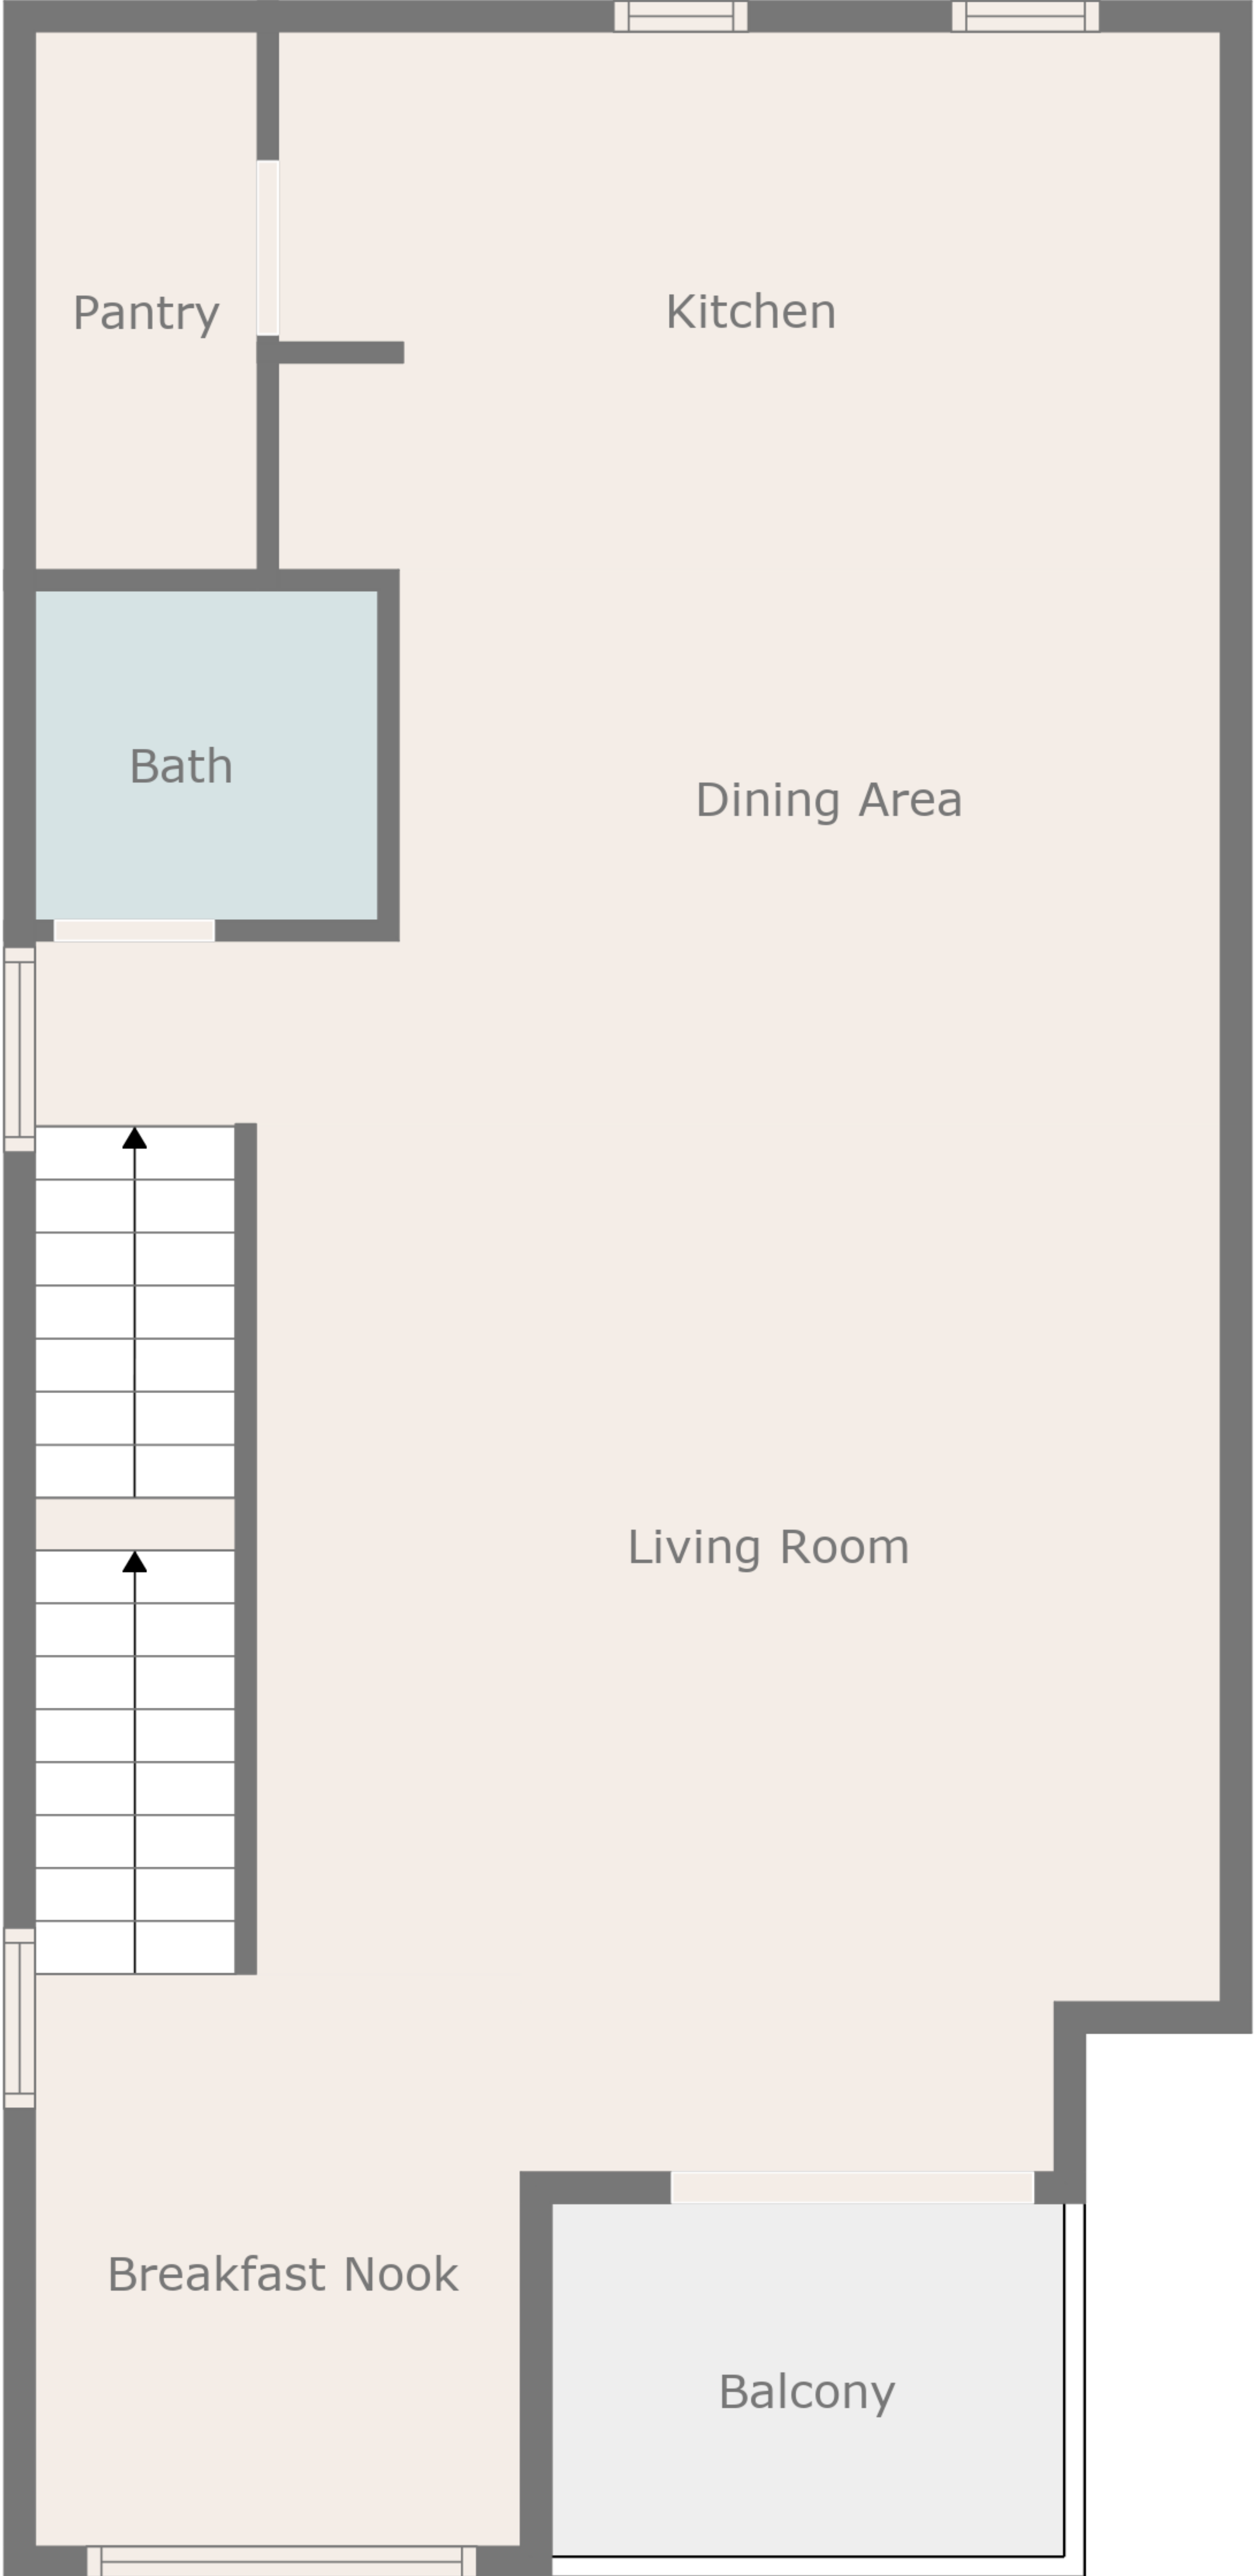 Pantry
Kitchen
Bath
Dining Area
Living Room
Breakfast Nook
Balcony